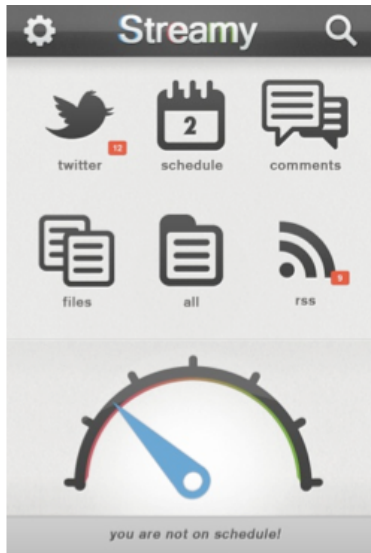 Streamy
2
12
twitter schedule comments
9
files all rss
you are not on schedule!